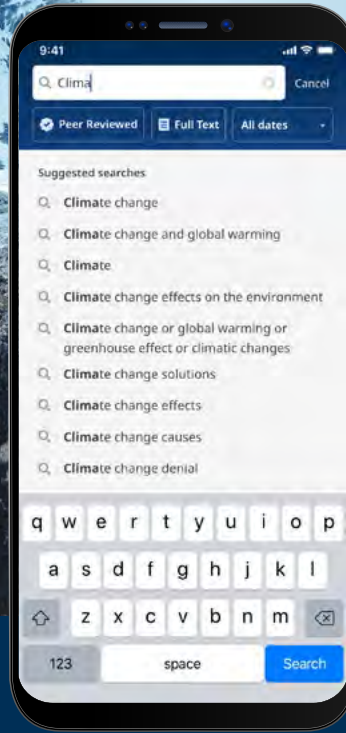 9:41
Clima
Cancel
Peer Reviewed
Full Text
All dates
Suggested searches
Climate change
Climate change and global warming
Climate
Climate change effects on the environment
Climate change or global warming or
greenhouse effect or climatic changes
Climate change solutions
Climate change effects
Climate change causes
Climate change denial
q w e r t y u i o p
a s d f g h j k l
z x c v b n m
123 space Search